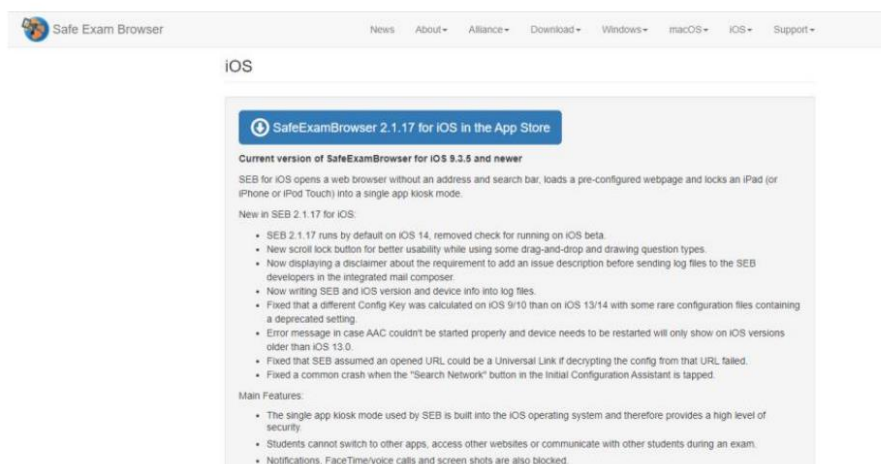 Safe Exam Browser
News About Alliance Download Windows macOS iOS Support
iOS
SafeExamBrowser 2.1.17 for iOS in the App Store
Current version of SafeExamBrowser for iOS 9.3.5 and newer
SEB for iOS opens a web browser without an address and search bar, loads a pre-configured webpage and locks an iPad (or
iPhone or iPod Touch) into a single app kiosk mode.
New in SEB 2.1.17 for iOS:
• SEB 2.1.17 runs by default on iOS 14, removed check for running on iOS beta.
• New scroll lock button for better usability while using some drag-and-drop and drawing question types.
• Now displaying a disclaimer about the requirement to add an issue description before sending log files to the SEB
developers in the integrated mail composer.
• Now writing SEB and iOS version and device info into log files.
• Fixed that a different Config Key was calculated on iOS 9/10 than on iOS 13/14 with some rare configuration files containing
a deprecated setting.
• Error message in case AAC couldn't be started properly and device needs to be restarted will only show on iOS versions
older than iOS 13.0.
• Fixed that SEB assumed an opened URL could be a Universal Link if decrypting the config from that URL failed.
• Fixed a common crash when the "Search Network" button in the Initial Configuration Assistant is tapped.
Main Features:
• The single app kiosk mode used by SEB is built into the iOS operating system and therefore provides a high level of
security.
• Students cannot switch to other apps, access other websites or communicate with other students during an exam.
• Notifications, FaceTime/voice calls and screen shots are also blocked.